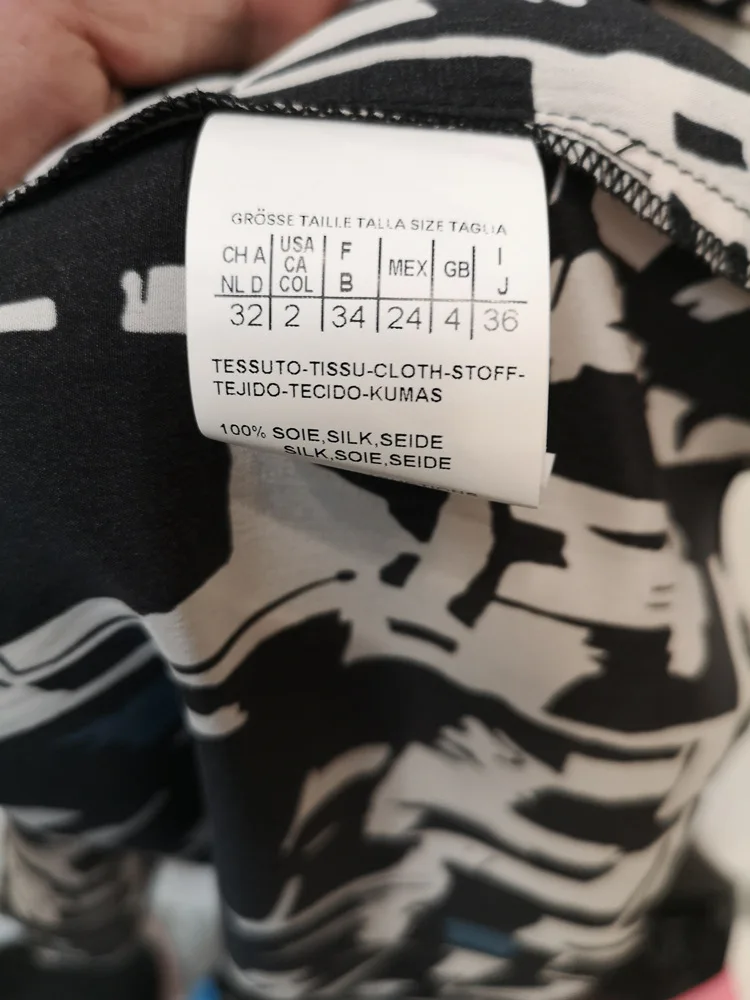 GRÖSSE TAILLE TALLA SIZE TAGLIA
CH A NL D USA CA COL F B MEX GB I J
32 2 34 24 4 36
TESSUTO-TISSU-CLOTH-STOFF-
TEJIDO-TECIDO-KUMAS
100% SOIE,SILK,SEIDE
SILK,SOIE,SEIDE